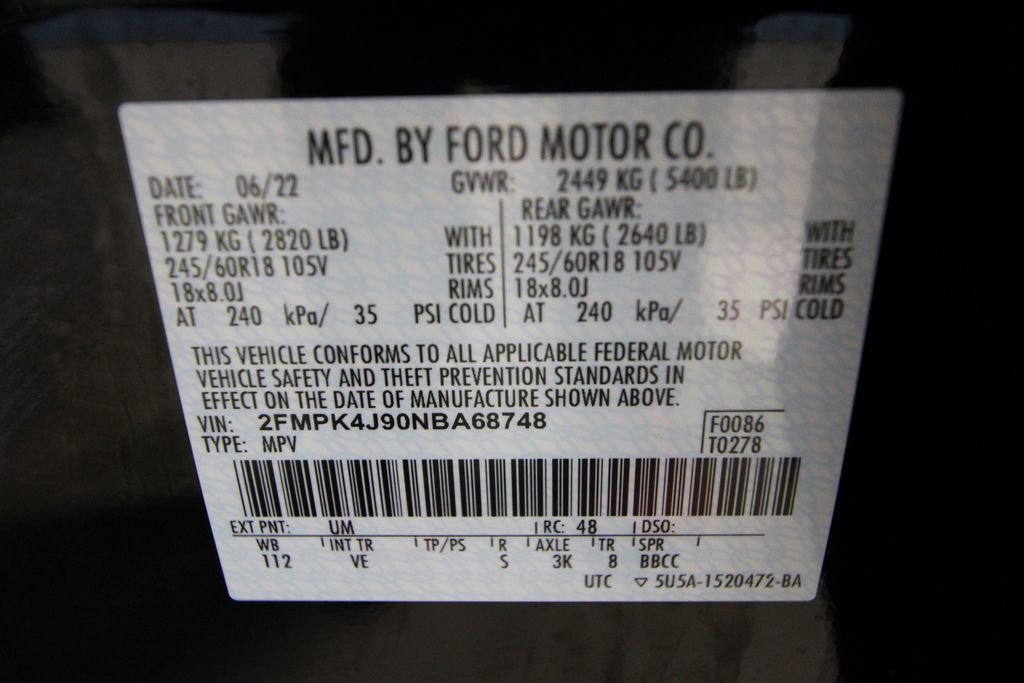 MFD. BY FORD MOTOR CO.
DATE: 06/22 GVWR: 2449 KG ( 5400 LB)
FRONT GAWR: REAR GAWR:
1279 KG ( 2820 LB) WITH 1198 KG ( 2640 LB) WITH
245/60R18 105V TIRES 245/60R18 105V TIRES
18x8.0J RIMS 18x8.0J RIMS
AT 240 kPa/ 35 PSI COLD AT 240 kPa/ 35 PSI COLD
THIS VEHICLE CONFORMS TO ALL APPLICABLE FEDERAL MOTOR
VEHICLE SAFETY AND THEFT PREVENTION STANDARDS IN
EFFECT ON THE DATE OF MANUFACTURE SHOWN ABOVE.
VIN: 2FMPK4J90NBA68748 F0086
TYPE: MPV T0278
EXT PNT: UM RC: 48 DSO:
WB INT TR TP/PS R AXLE TR SPR
112 VE S 3K 8 BBCC
UTC ▽ 5U5A-1520472-BA